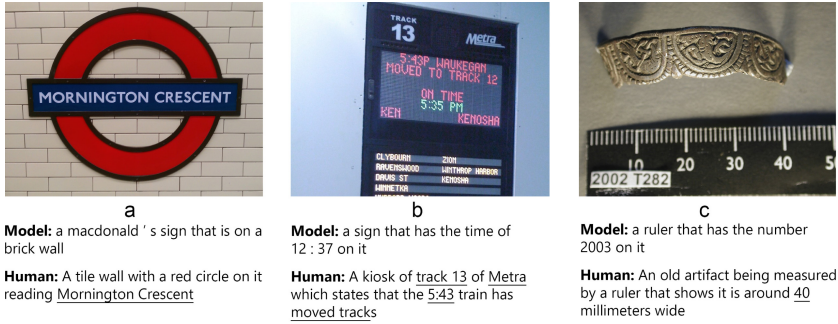 MORNINGTON CRESCENT
a
Model: a macdonald ' s sign that is on a
brick wall
Human: A tile wall with a red circle on it
reading Mornington Crescent
TRACK
13
Metra
5:43P WAUKEGAN
MOVED TO TRACK 12
ON TIME
5:35 PM
KEN KENOSHA
CLYBOURN ZION
RAVENSWOOD WINTHROP HARBOR
DAVIS ST KENOSHA
WINNETKA
b
Model: a sign that has the time of
12 : 37 on it
Human: A kiosk of track 13 of Metra
which states that the 5:43 train has
moved tracks
10 20 30 40 50
2002 T282
c
Model: a ruler that has the number
2003 on it
Human: An old artifact being measured
by a ruler that shows it is around 40
millimeters wide